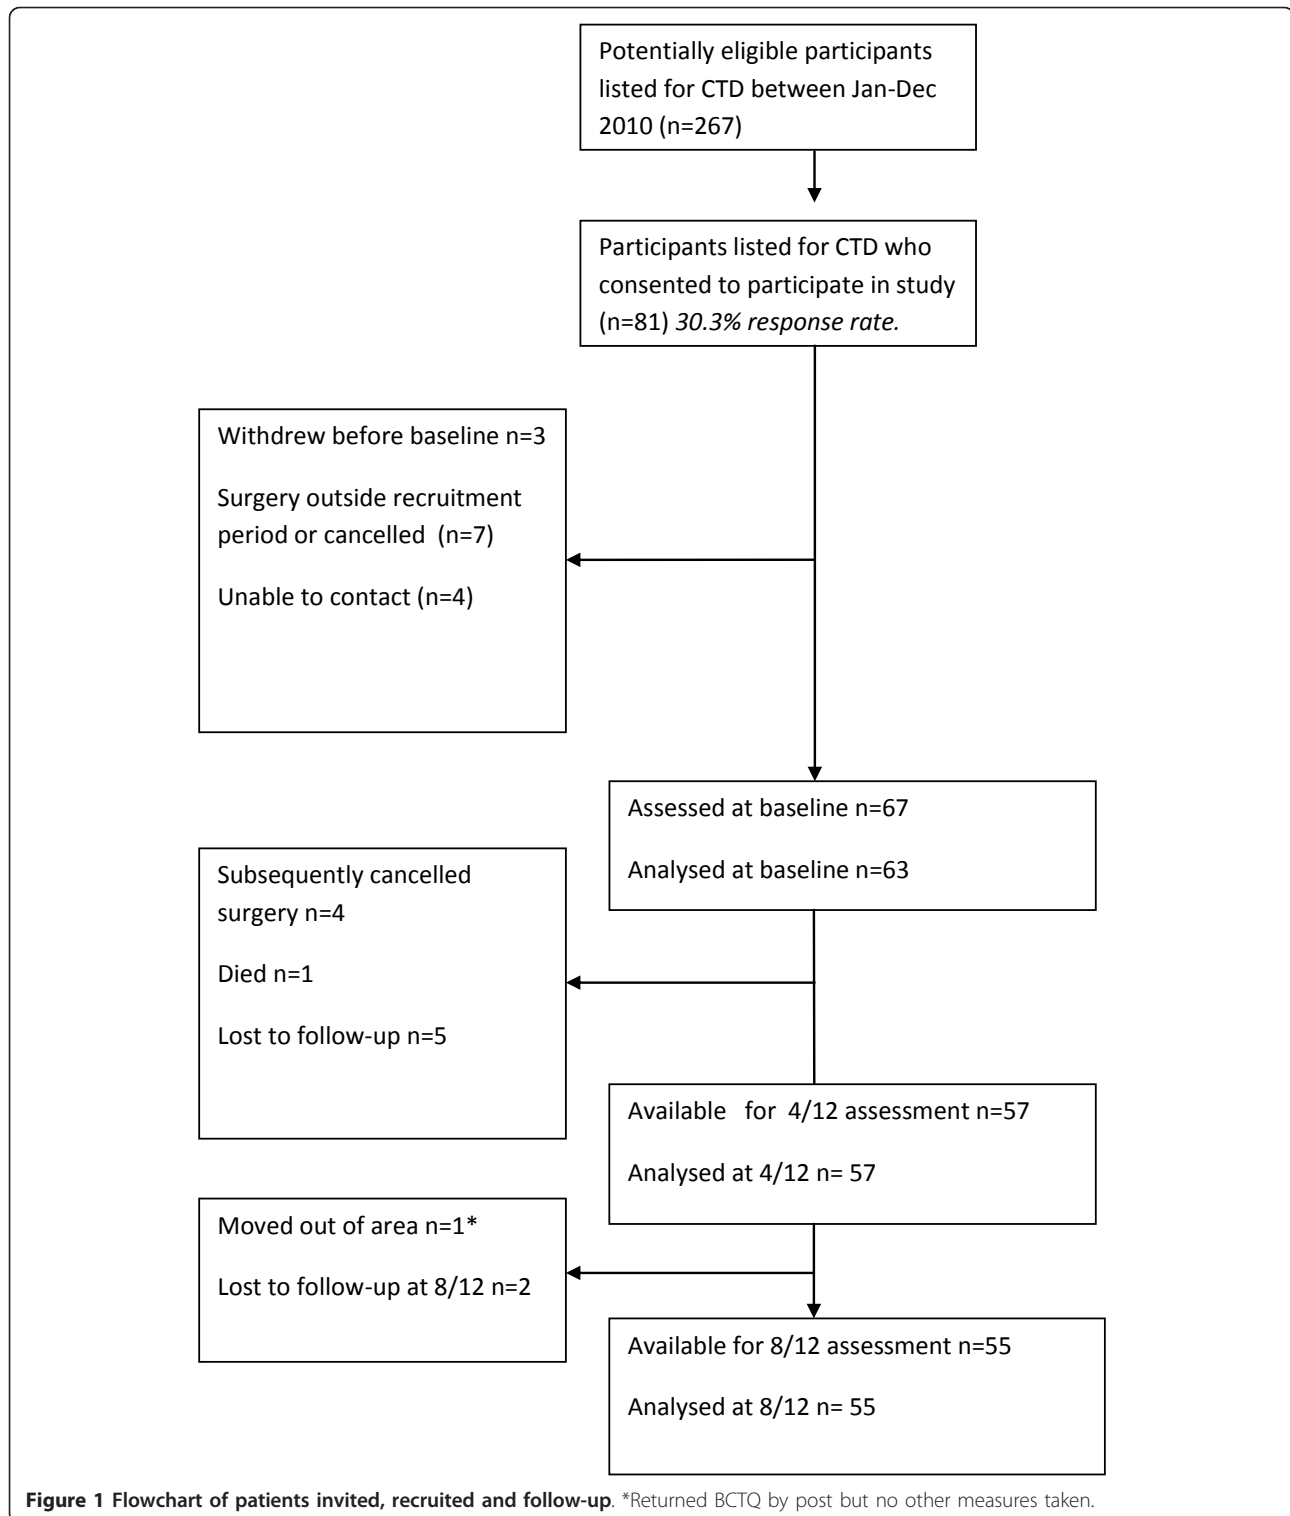 Potentially eligible participants
listed for CTD between Jan-Dec
2010 (n=267)
Participants listed for CTD who
consented to participate in study
(n=81) 30.3% response rate.
Withdrew before baseline n=3
Surgery outside recruitment
period or cancelled  (n=7)
Unable to contact (n=4)
Assessed at baseline n=67
Analysed at baseline n=63
Subsequently cancelled
surgery n=4
Died n=1
Lost to follow-up n=5
Available   for  4/12 assessment n=57
Analysed at 4/12 n= 57
Moved out of area n=1*
Lost to follow-up at 8/12 n=2
Available for 8/12 assessment n=55
Analysed at 8/12 n= 55
Figure 1 Flowchart of patients invited, recruited and follow-up. *Returned BCTQ by post but no other measures taken.